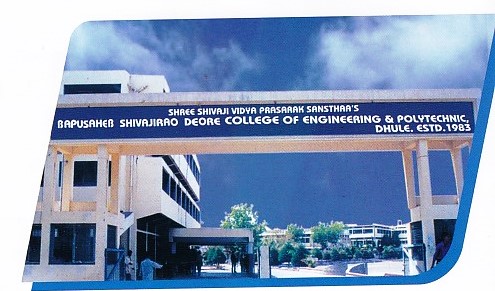 SHREE SHIVAJI VIDYA PRASARAK SANSTHA'S
BAPUSAHEB SHIVAJIRAO DEORE COLLEGE OF ENGINEERING & POLYTECHNIC,
DHULE. ESTD.1983